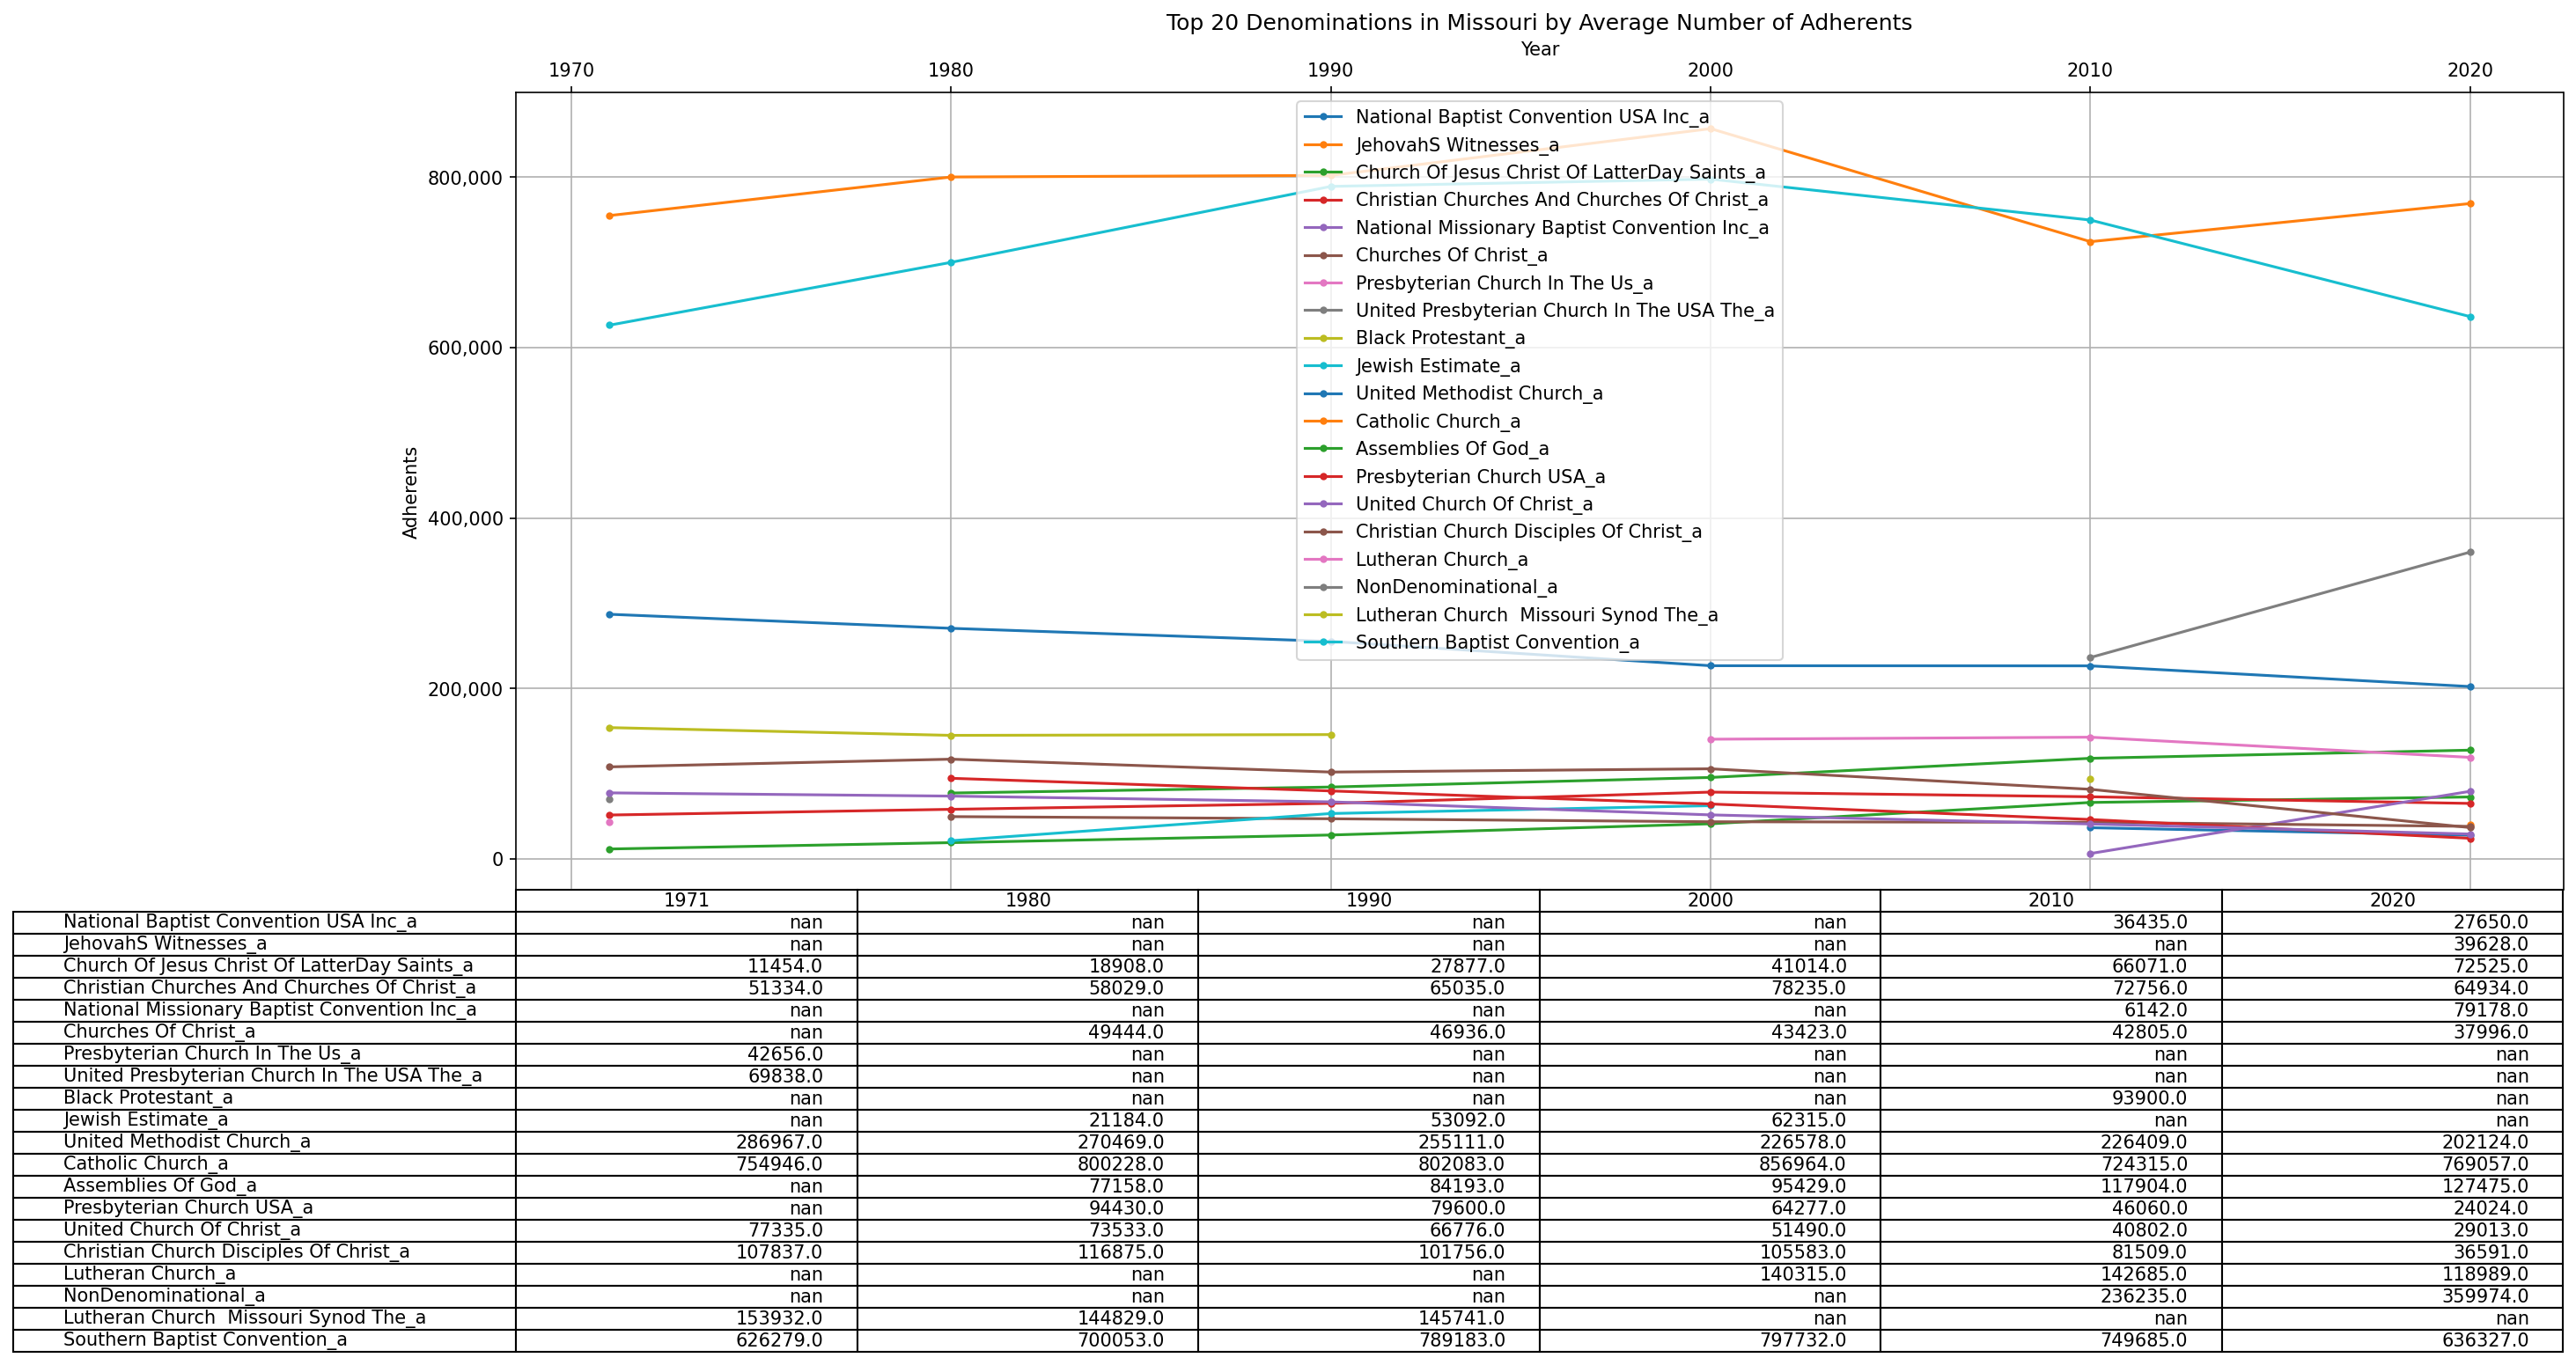 Top 20 Denominations in Missouri by Average Number of Adherents
Year
1970 1980 1990 2000 2010 2020
National Baptist Convention USA Inc_a
JehovahS Witnesses_a
Church Of Jesus Christ Of LatterDay Saints_a
Christian Churches And Churches Of Christ_a
National Missionary Baptist Convention Inc_a
Churches Of Christ_a
Presbyterian Church In The Us_a
United Presbyterian Church In The USA The_a
Black Protestant_a
Jewish Estimate_a
United Methodist Church_a
Catholic Church_a
Assemblies Of God_a
Presbyterian Church USA_a
United Church Of Christ_a
Christian Church Disciples Of Christ_a
Lutheran Church_a
NonDenominational_a
Lutheran Church  Missouri Synod The_a
Southern Baptist Convention_a
800,000
600,000
400,000
200,000
0
Adherents
1971 1980 1990 2000 2010 2020
National Baptist Convention USA Inc_a nan nan nan nan 36435.0 27650.0
JehovahS Witnesses_a nan nan nan nan nan 39628.0
Church Of Jesus Christ Of LatterDay Saints_a 11454.0 18908.0 27877.0 41014.0 66071.0 72525.0
Christian Churches And Churches Of Christ_a 51334.0 58029.0 65035.0 78235.0 72756.0 64934.0
National Missionary Baptist Convention Inc_a nan nan nan nan 6142.0 79178.0
Churches Of Christ_a nan 49444.0 46936.0 43423.0 42805.0 37996.0
Presbyterian Church In The Us_a 42656.0 nan nan nan nan nan
United Presbyterian Church In The USA The_a 69838.0 nan nan nan nan nan
Black Protestant_a nan nan nan nan 93900.0 nan
Jewish Estimate_a nan 21184.0 53092.0 62315.0 nan nan
United Methodist Church_a 286967.0 270469.0 255111.0 226578.0 226409.0 202124.0
Catholic Church_a 754946.0 800228.0 802083.0 856964.0 724315.0 769057.0
Assemblies Of God_a nan 77158.0 84193.0 95429.0 117904.0 127475.0
Presbyterian Church USA_a nan 94430.0 79600.0 64277.0 46060.0 24024.0
United Church Of Christ_a 77335.0 73533.0 66776.0 51490.0 40802.0 29013.0
Christian Church Disciples Of Christ_a 107837.0 116875.0 101756.0 105583.0 81509.0 36591.0
Lutheran Church_a nan nan nan 140315.0 142685.0 118989.0
NonDenominational_a nan nan nan nan 236235.0 359974.0
Lutheran Church  Missouri Synod The_a 153932.0 144829.0 145741.0 nan nan nan
Southern Baptist Convention_a 626279.0 700053.0 789183.0 797732.0 749685.0 636327.0